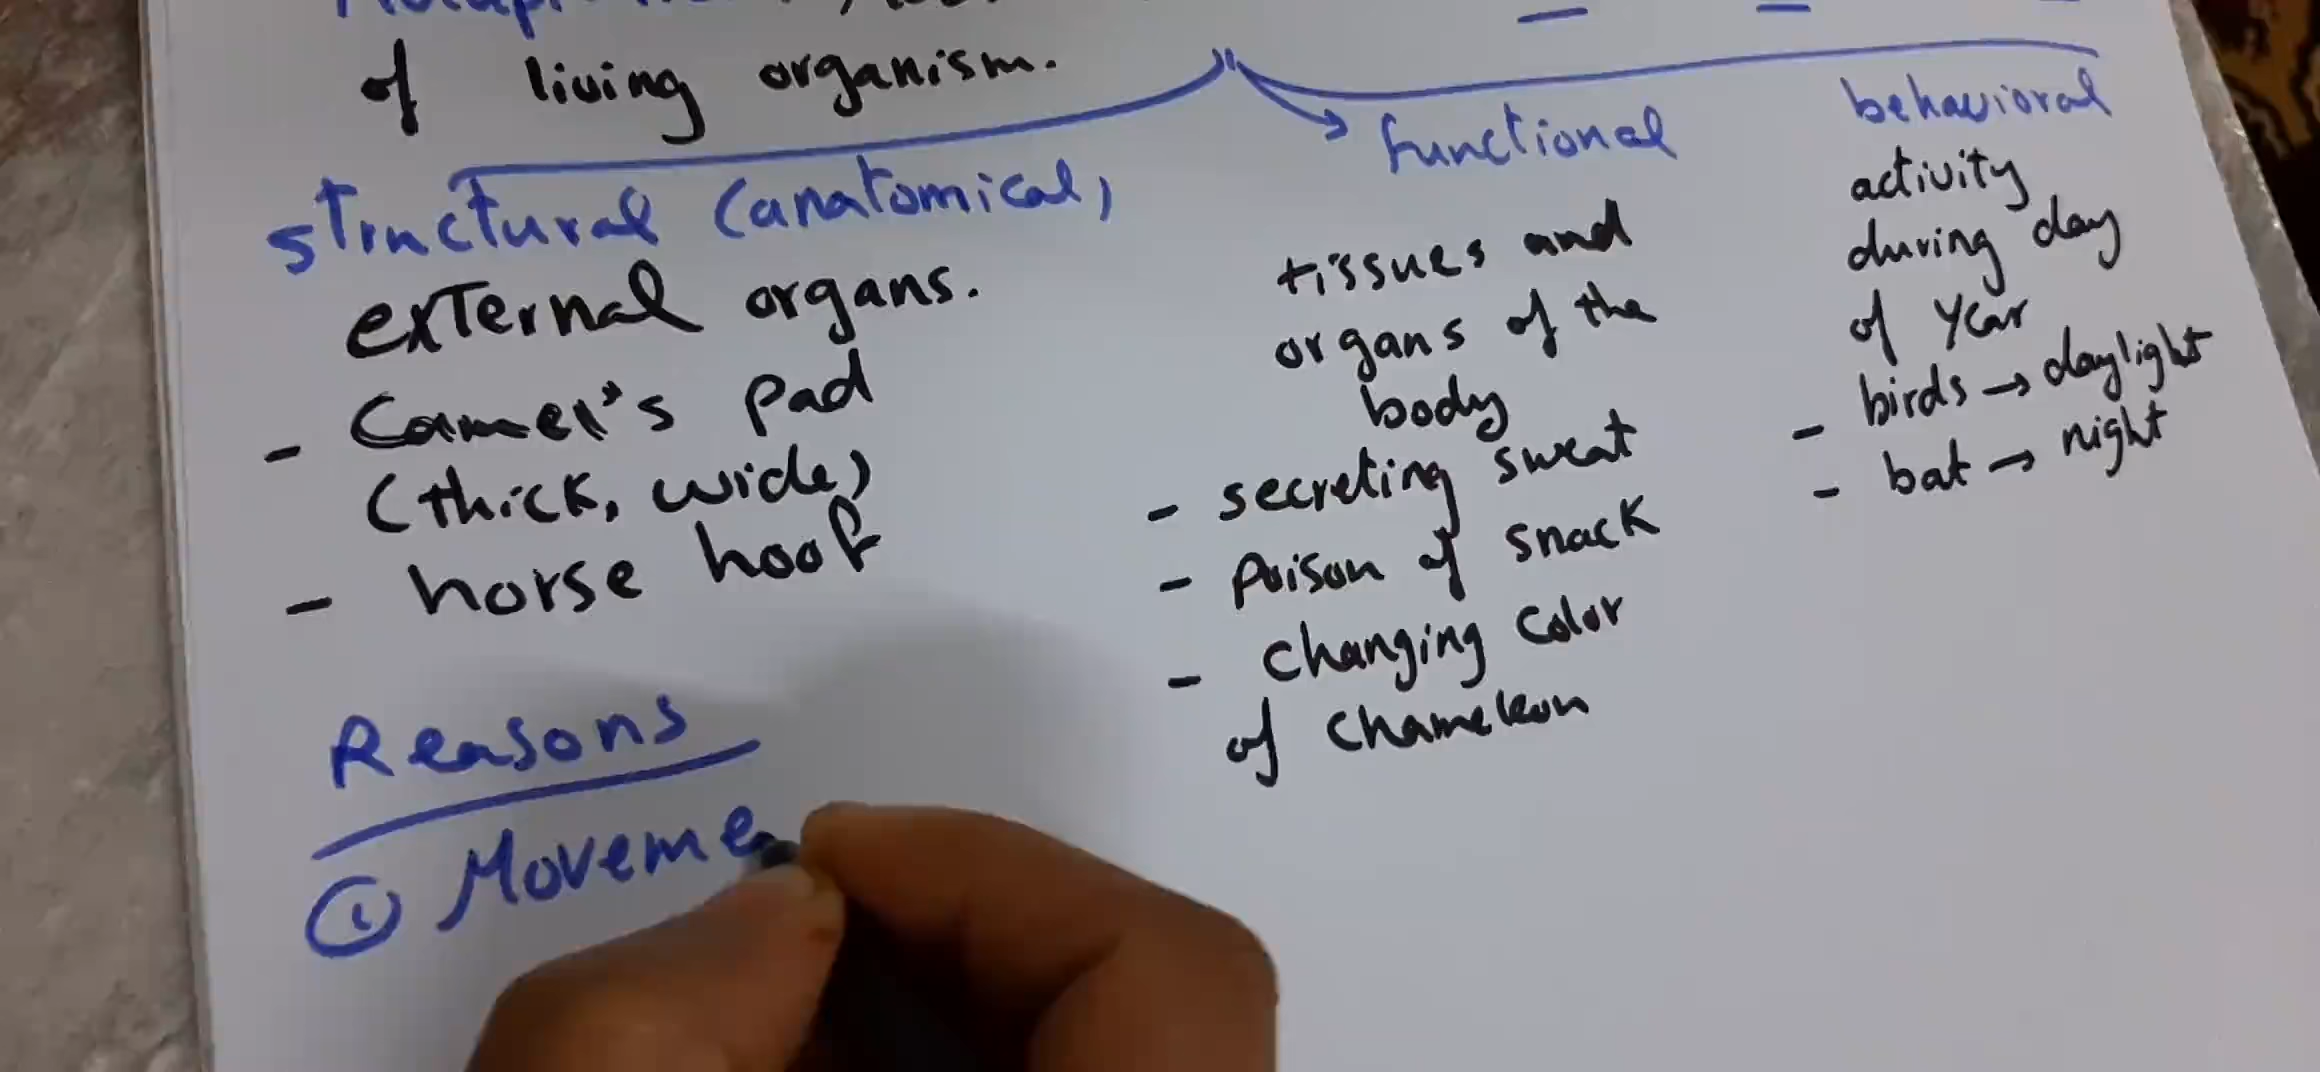 of living organism.
structural (anatomical)
external organs.
- Camel's pad
(thick, wide)
- horse hoof
functional
tissues and
organs of the
body
- secreting sweat
- poison of snack
- changing color
of chameleon
behavioral
activity
during day
of year
- birds → daylight
- bat → night
Reasons
① Moveme